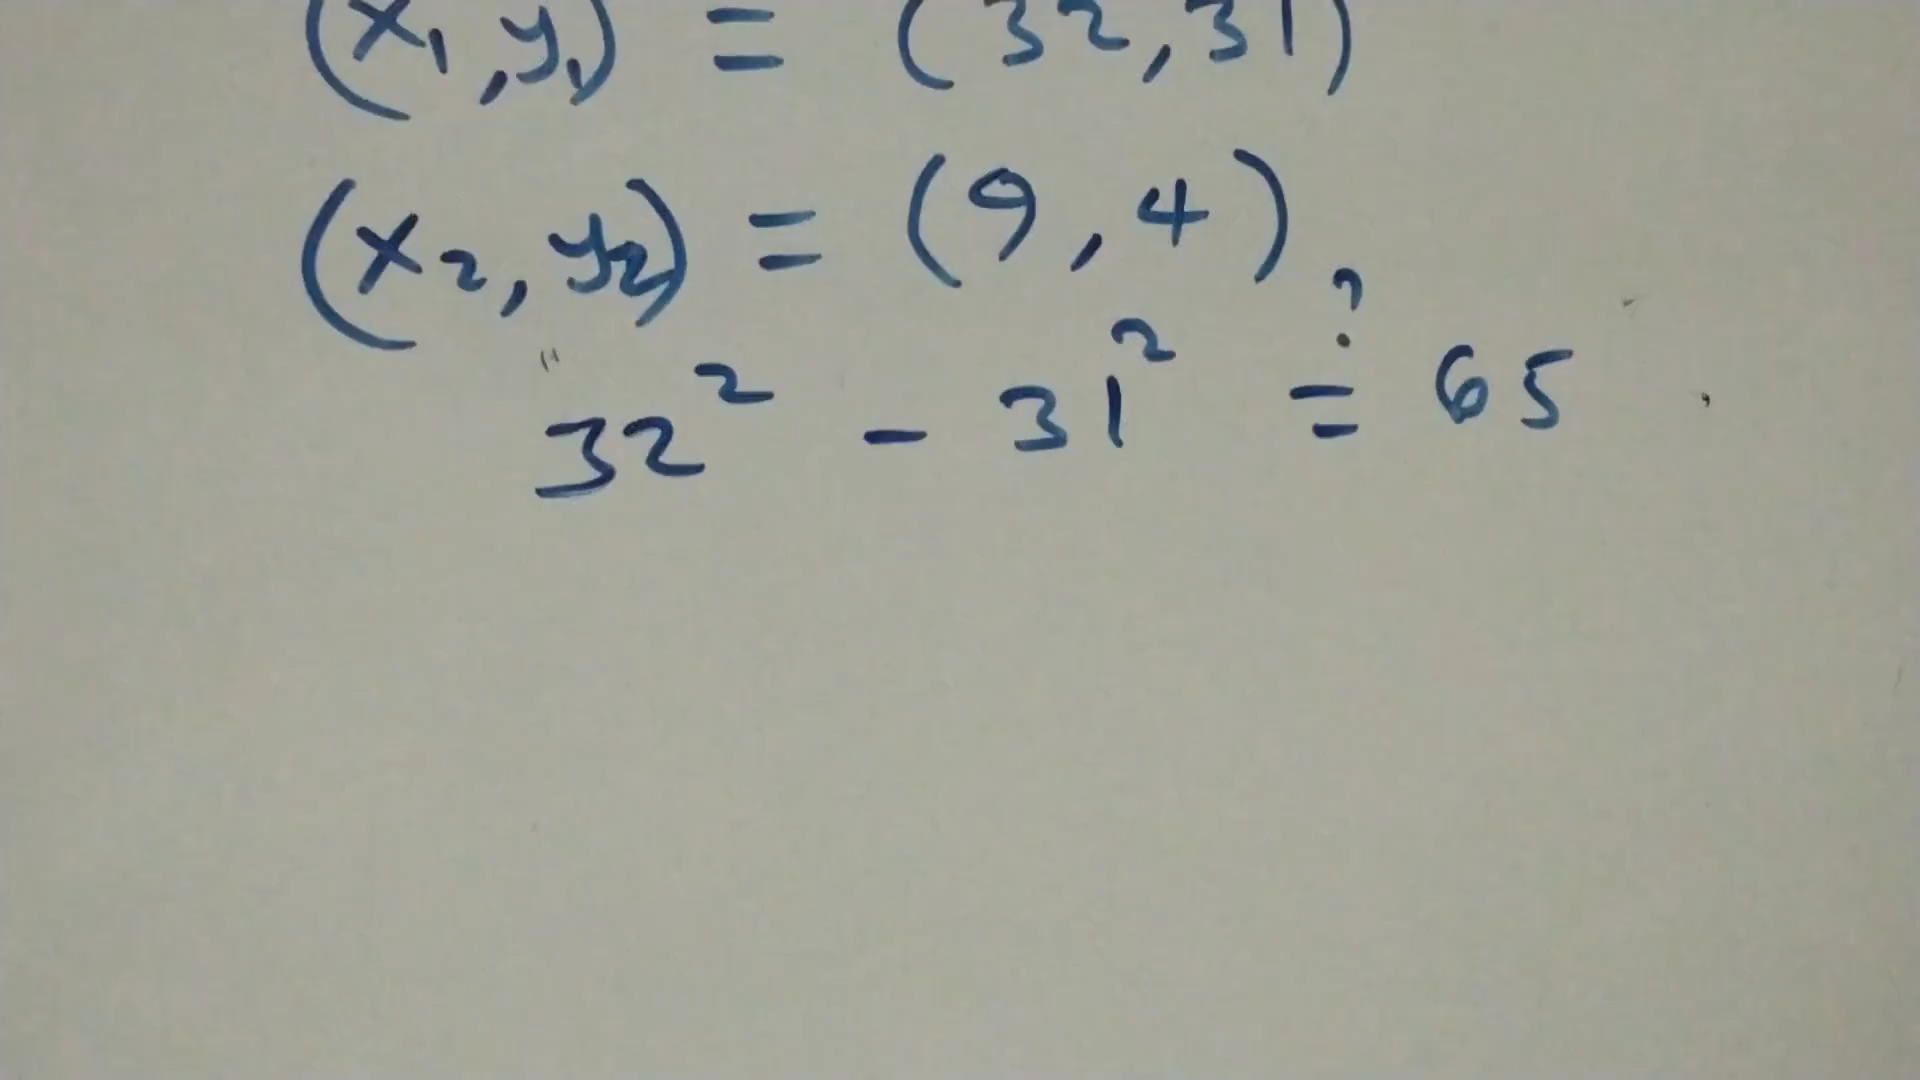 (x₁, y₁) = (32, 31)
(x₂, y₂) = (9, 4)
32² - 31² ≟ 65